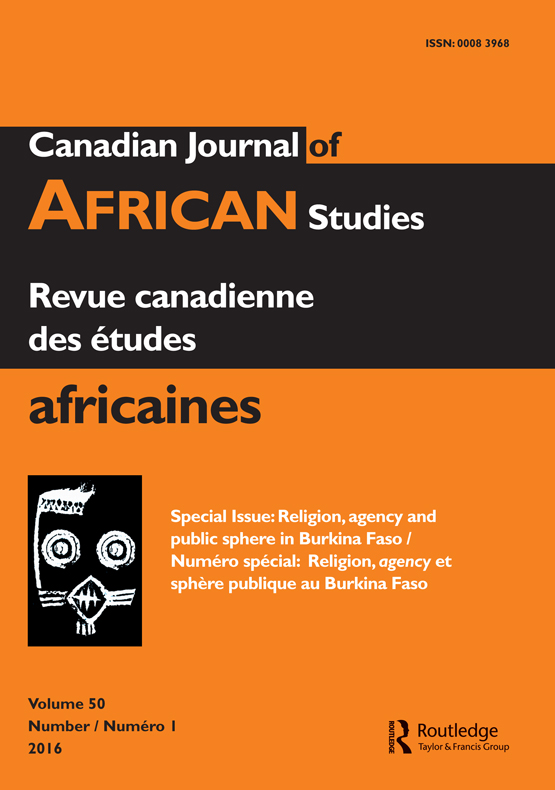 ISSN: 0008 3968
Canadian Journal of
AFRICAN Studies
Revue canadienne
des études
africaines
Special Issue: Religion, agency and
public sphere in Burkina Faso /
Numéro spécial: Religion, agency et
sphère publique au Burkina Faso
Volume 50
Number / Numéro 1
2016
ROUTLEDGE
Routledge
Taylor & Francis Group